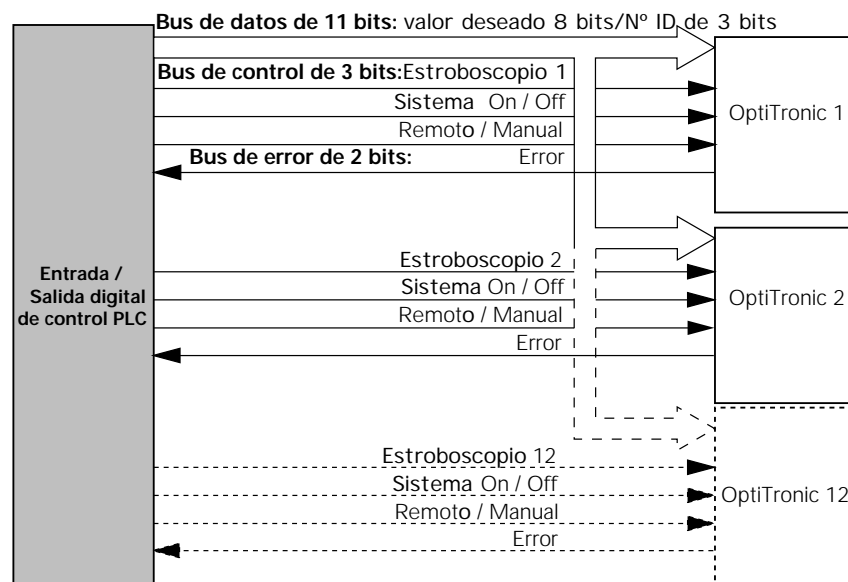 Bus de datos de 11 bits: valor deseado 8 bits/Nº ID de 3 bits
Bus de control de 3 bits:Estroboscopio 1
Sistema On / Off
Remoto / Manual
Bus de error de 2 bits: Error
OptiTronic 1
Entrada /
Salida digital
de control PLC
Estroboscopio 2
Sistema On / Off
Remoto / Manual
Error
OptiTronic 2
Estroboscopio 12
Sistema On / Off
Remoto / Manual
Error
OptiTronic 12